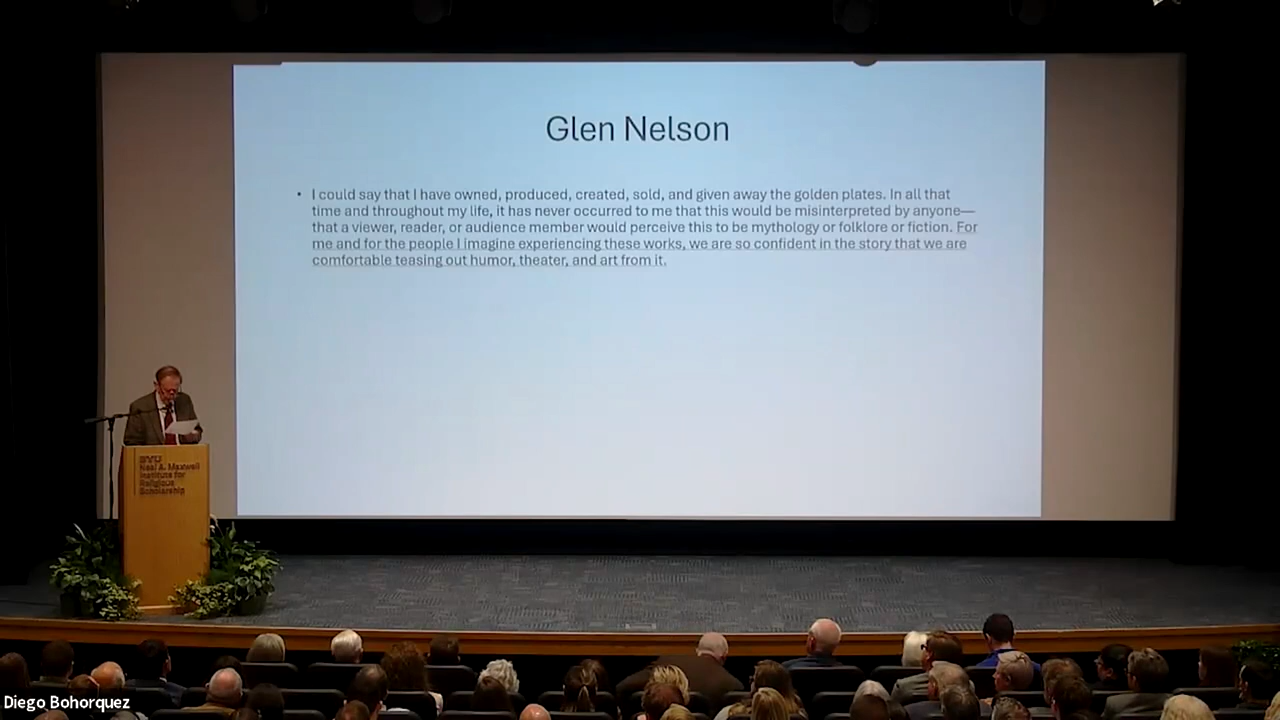 Glen Nelson
• I could say that I have owned, produced, created, sold, and given away the golden plates. In all that
time and throughout my life, it has never occurred to me that this would be misinterpreted by anyone—
that a viewer, reader, or audience member would perceive this to be mythology or folklore or fiction. For
me and for the people I imagine experiencing these works, we are so confident in the story that we are
comfortable teasing out humor, theater, and art from it.
BYU
Neal A. Maxwell
Institute for
Religious
Scholarship
Diego Bohorquez